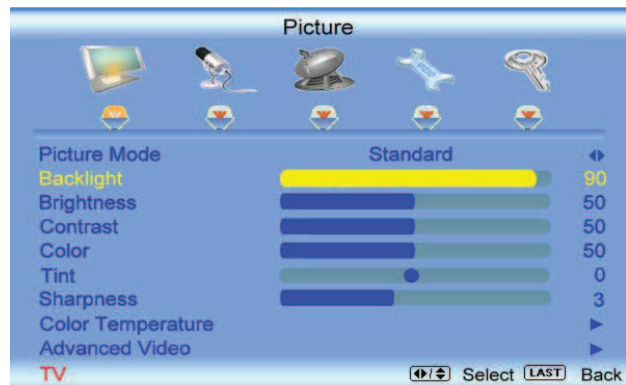 Picture
Picture Mode Standard
Backlight 90
Brightness 50
Contrast 50
Color 50
Tint 0
Sharpness 3
Color Temperature
Advanced Video
TV Select LAST Back